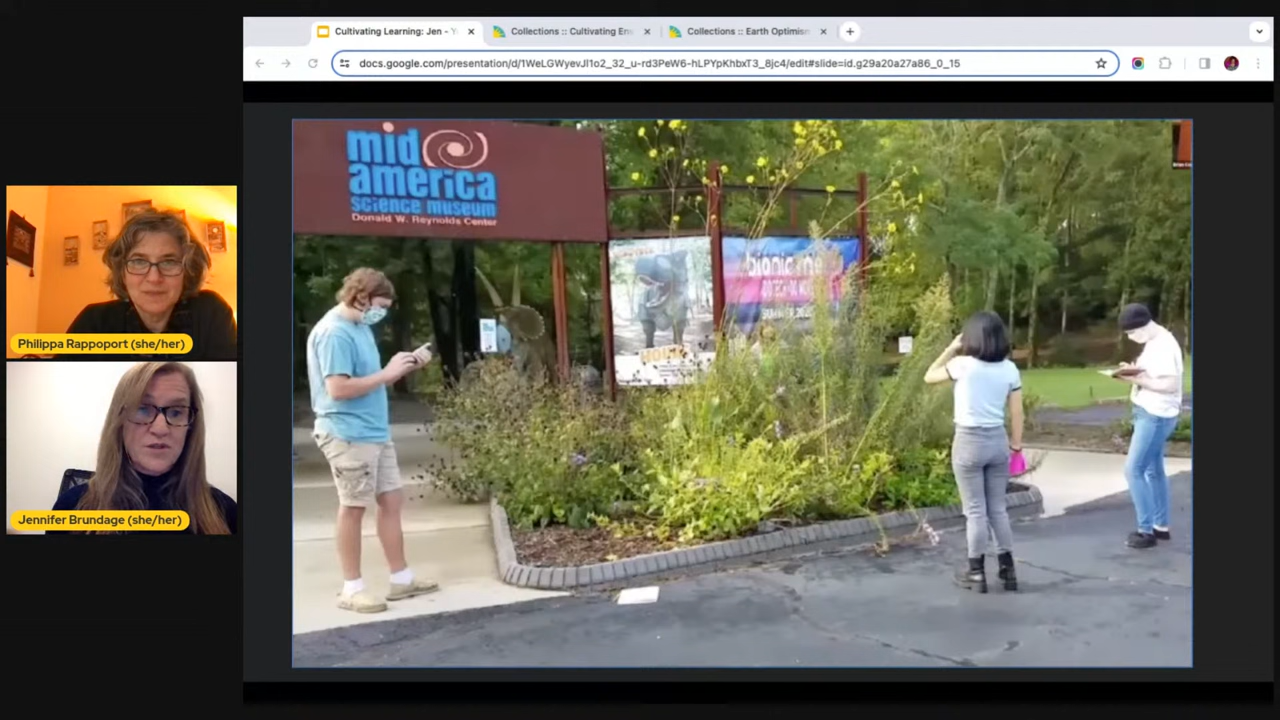 Cultivating Learning: Jen - Y
Collections :: Cultivating En
Collections :: Earth Optimism
docs.google.com/presentation/d/1WeLGWyevJl1o2_32_u-rd3PeW6-hLPYpKhbxT3_8jc4/edit#slide=id.g29a20a27a86_0_15
mid
america
science museum
Donald W. Reynolds Center
bionic me
Philippa Rappoport (she/her)
Jennifer Brundage (she/her)